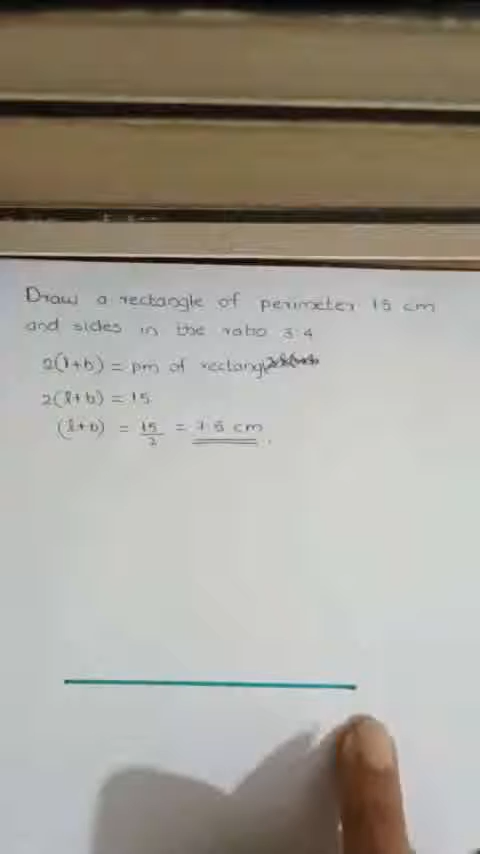 Draw a rectangle of perimeter 15 cm
and sides in the ratio 3:4
2(l+b) = pm of rectangle
2(l+b) = 15
(l+b) = 15/2 = 7.5 cm